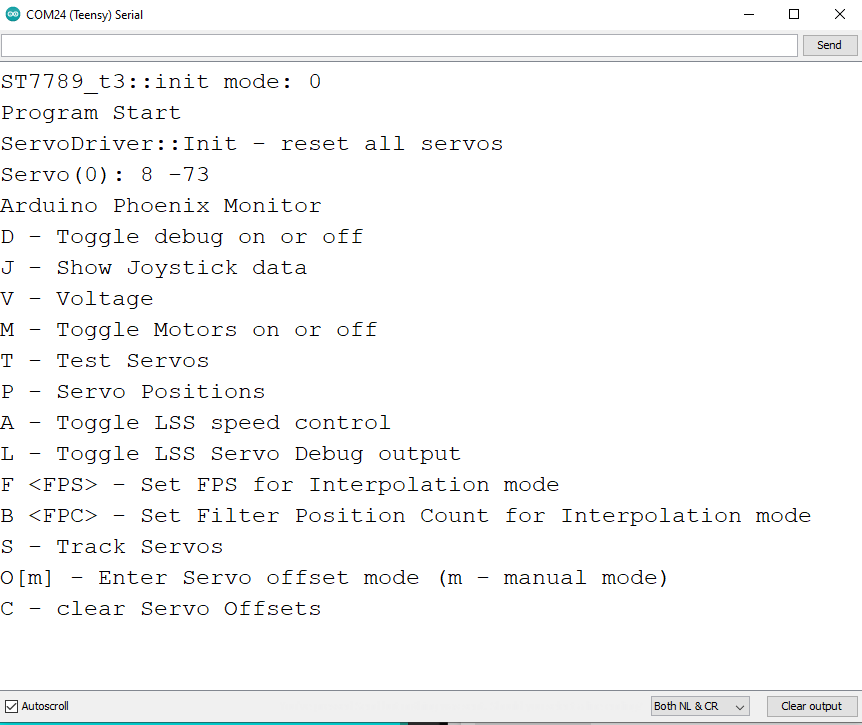 COM24 (Teensy) Serial
Send
ST7789_t3::init mode: 0
Program Start
ServoDriver::Init - reset all servos
Servo(0): 8 -73
Arduino Phoenix Monitor
D - Toggle debug on or off
J - Show Joystick data
V - Voltage
M - Toggle Motors on or off
T - Test Servos
P - Servo Positions
A - Toggle LSS speed control
L - Toggle LSS Servo Debug output
F <FPS> - Set FPS for Interpolation mode
B <FPC> - Set Filter Position Count for Interpolation mode
S - Track Servos
O[m] - Enter Servo offset mode (m - manual mode)
C - clear Servo Offsets
Autoscroll
Both NL & CR
Clear output